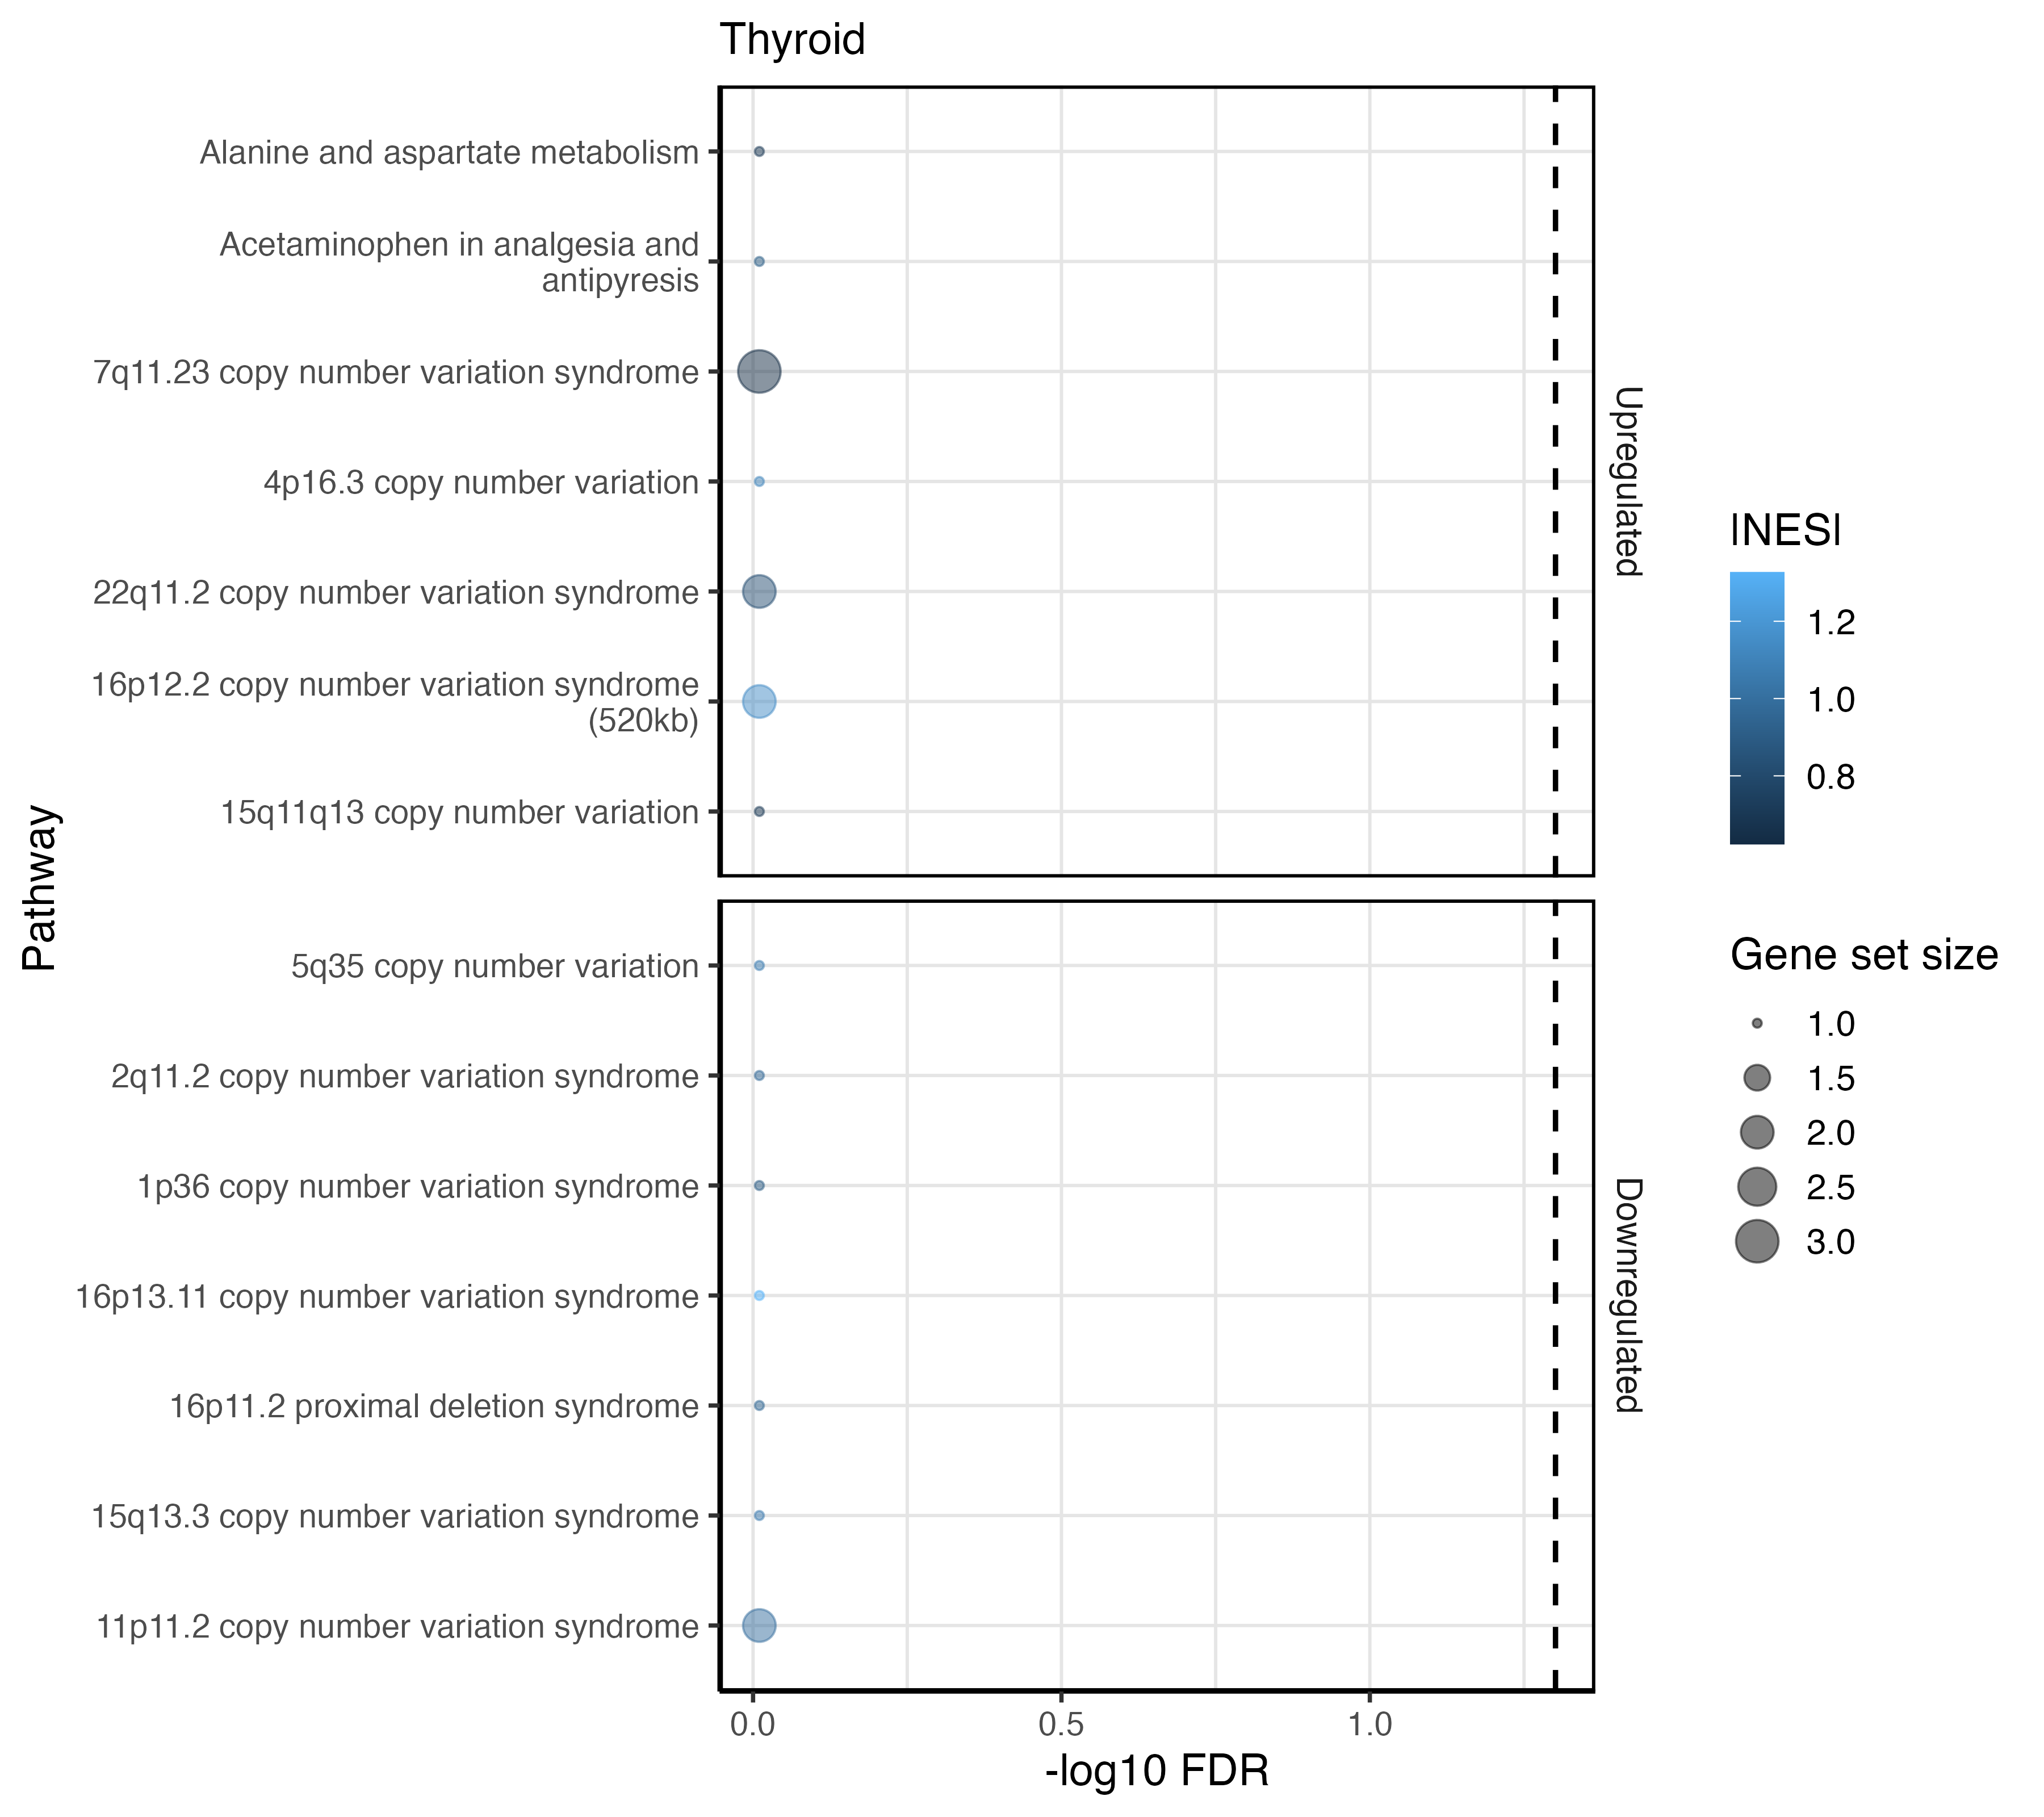 Thyroid
Pathway
Alanine and aspartate metabolism
Acetaminophen in analgesia and
antipyresis
7q11.23 copy number variation syndrome
4p16.3 copy number variation
22q11.2 copy number variation syndrome
16p12.2 copy number variation syndrome
(520kb)
15q11q13 copy number variation
Upregulated
5q35 copy number variation
2q11.2 copy number variation syndrome
1p36 copy number variation syndrome
16p13.11 copy number variation syndrome
16p11.2 proximal deletion syndrome
15q13.3 copy number variation syndrome
11p11.2 copy number variation syndrome
Downregulated
0.0 0.5 1.0
-log10 FDR
|NES|
1.2
1.0
0.8
Gene set size
1.0
1.5
2.0
2.5
3.0